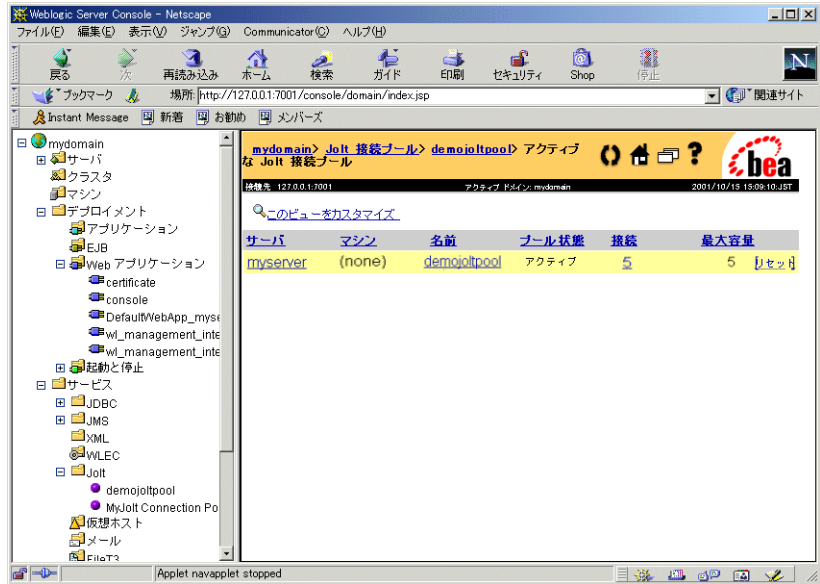 Weblogic Server Console - Netscape
ファイル(F) 編集(E) 表示(V) ジャンプ(G) Communicator(C) ヘルプ(H)
戻る 次 再読み込み ホーム 検索 ガイド 印刷 セキュリティ Shop 停止
N
ブックマーク 場所: http://127.0.0.1:7001/console/domain/index.jsp 関連サイト
Instant Message 新着 お勧め メンバーズ
mydomain
サーバ
クラスタ
マシン
デプロイメント
アプリケーション
EJB
Web アプリケーション
certificate
console
DefaultWebApp_myse
wl_management_inte
wl_management_inte
起動と停止
サービス
JDBC
JMS
XML
WLEC
Jolt
demojoltpool
MyJolt Connection Po
仮想ホスト
メール
FileT3
mydomain> Jolt 接続プール> demojoltpool> アクティブ
な Jolt 接続プール
?
bea
接続先 127.0.0.1:7001 アクティブ ドメイン: mydomain 2001/10/15 15:09:10:JST
このビューをカスタマイズ
サーバ マシン 名前 プール状態 接続 最大容量
myserver (none) demojoltpool アクティブ 5 5 リセット
Applet navapplet stopped